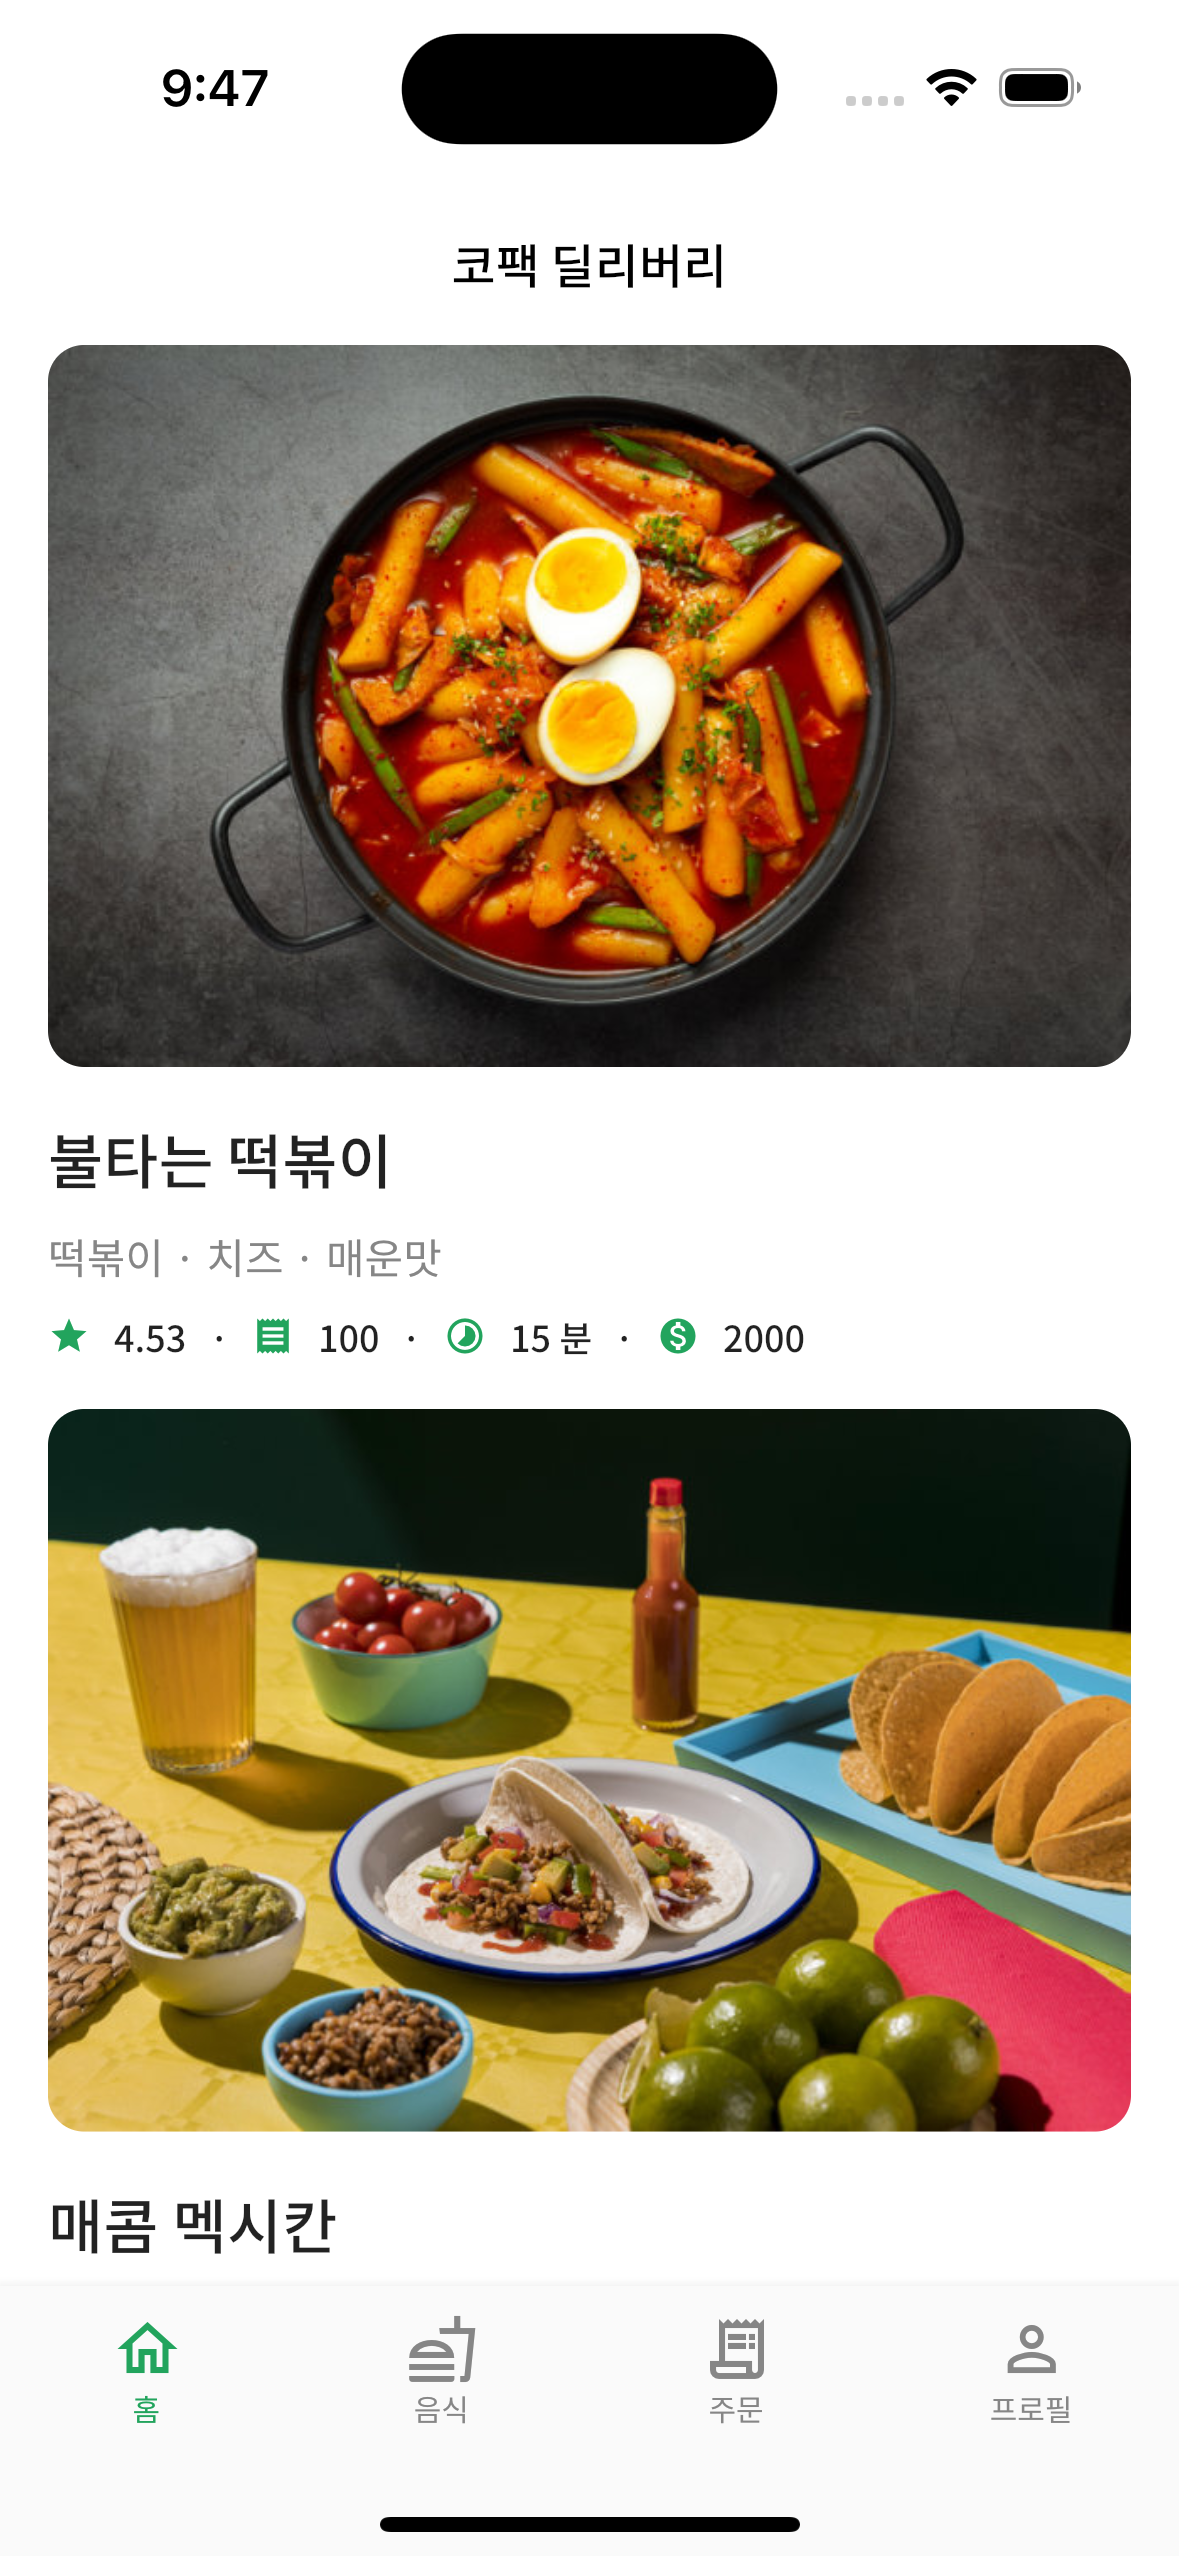 9:47
코팩 딜리버리
불타는 떡볶이
떡볶이 · 치즈 · 매운맛
4.53 · 100 · 15 분 · 2000
매콤 멕시칸
홈 음식 주문 프로필